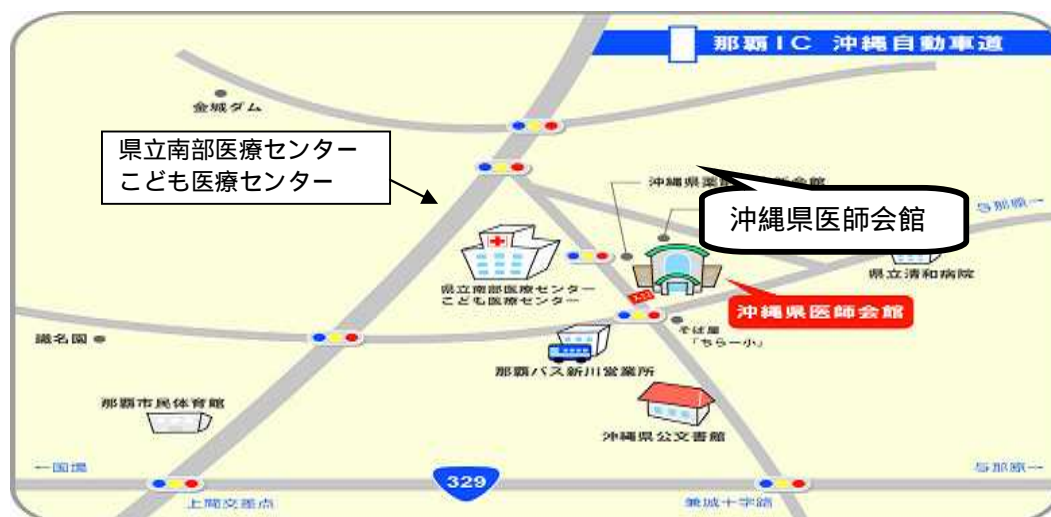 那覇IC 沖縄自動車道
金城ダム
県立南部医療センター
こども医療センター
沖縄県医師会館
与那原→
県立清和病院
県立南部医療センター
こども医療センター
沖縄県医師会館
入口
識名園
そば屋
「ちらー小」
那覇バス新川営業所
那覇市民体育館
沖縄県公文書館
←国場
329
与那原→
上間交差点
兼城十字路